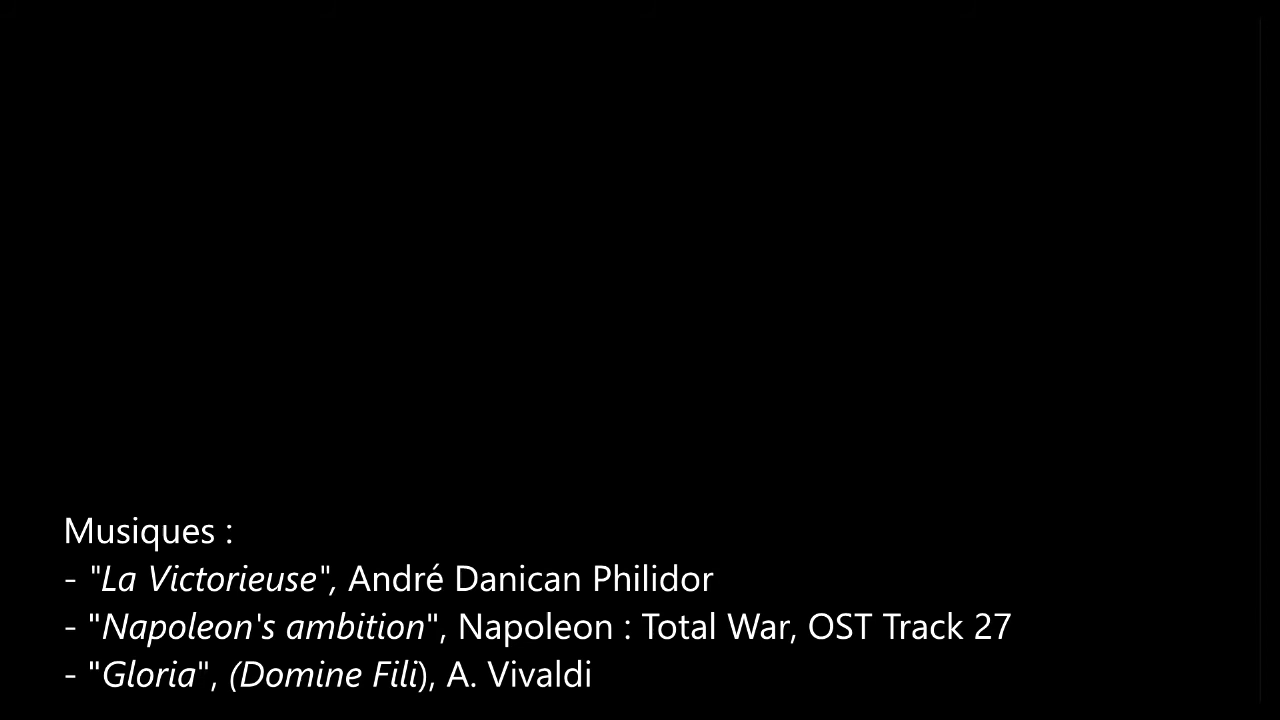 Musiques :
- "La Victorieuse", André Danican Philidor
- "Napoleon's ambition", Napoleon : Total War, OST Track 27
- "Gloria", (Domine Fili), A. Vivaldi